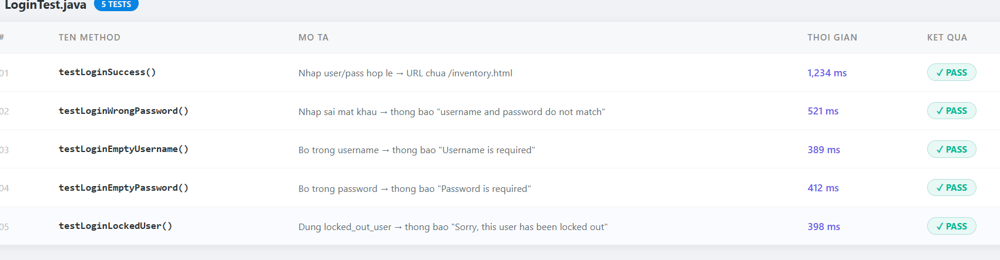 LoginTest.java 5 TESTS
# TEN METHOD MO TA THOI GIAN KET QUA
01 testLoginSuccess() Nhap user/pass hop le → URL chua /inventory.html 1,234 ms ✓ PASS
02 testLoginWrongPassword() Nhap sai mat khau → thong bao "username and password do not match" 521 ms ✓ PASS
03 testLoginEmptyUsername() Bo trong username → thong bao "Username is required" 389 ms ✓ PASS
04 testLoginEmptyPassword() Bo trong password → thong bao "Password is required" 412 ms ✓ PASS
05 testLoginLockedUser() Dung locked_out_user → thong bao "Sorry, this user has been locked out" 398 ms ✓ PASS